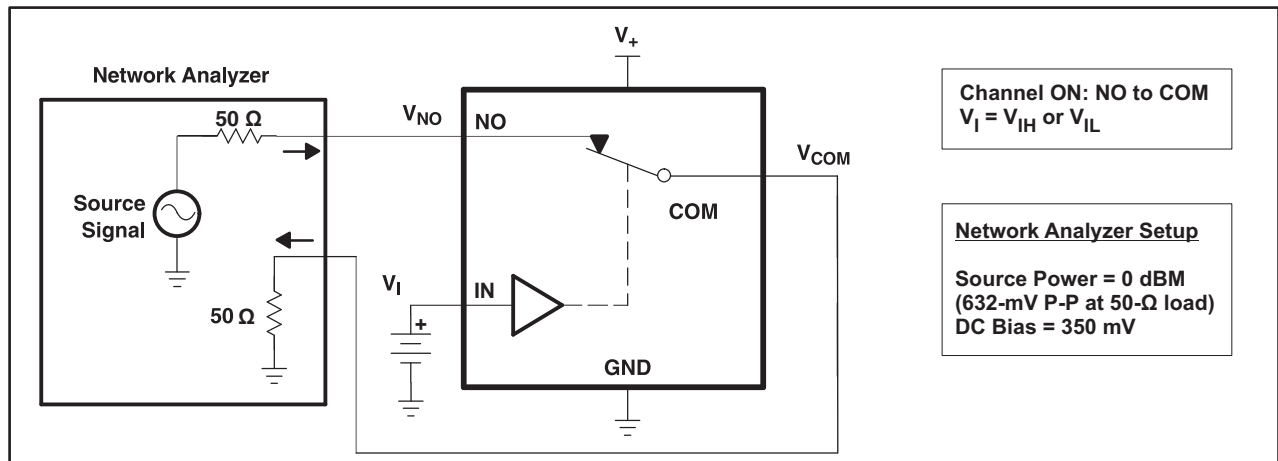 Network Analyzer
50 Ω
Source
Signal
50 Ω
V+
VNO
NO
VCOM
COM
VI
IN
+
GND
Channel ON: NO to COM
VI = VIH or VIL
Network Analyzer Setup
Source Power = 0 dBM
(632-mV P-P at 50-Ω load)
DC Bias = 350 mV